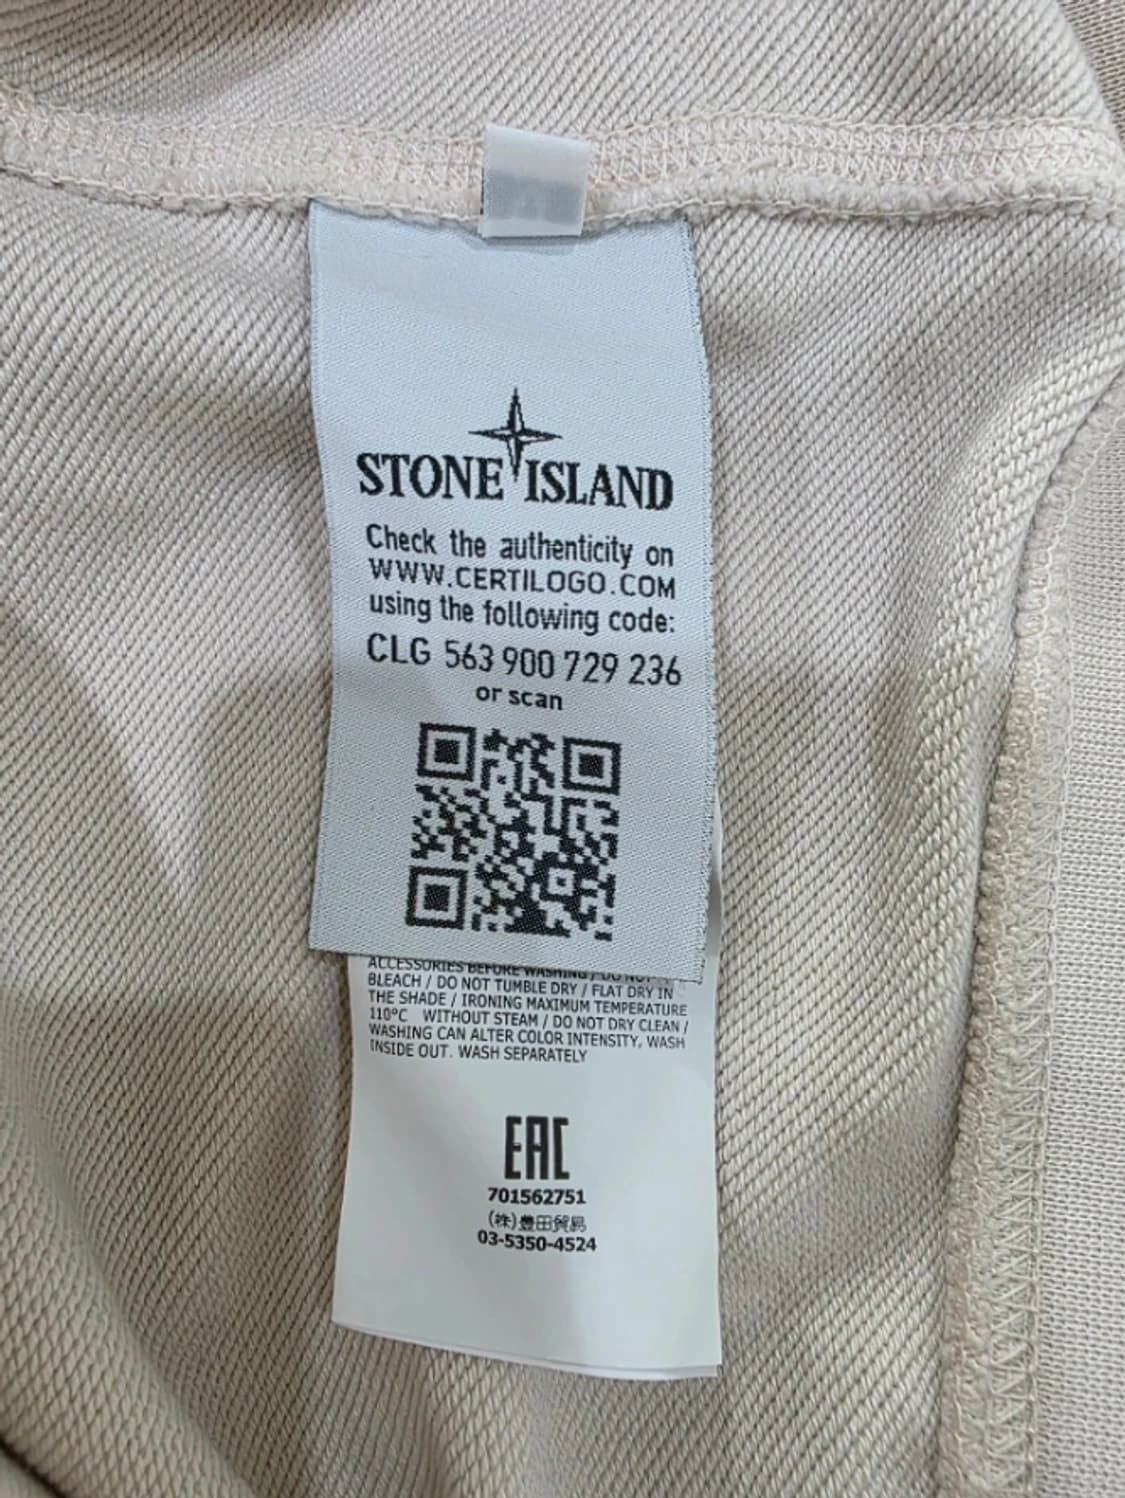 STONE ISLAND
Check the authenticity on
WWW.CERTILOGO.COM
using the following code:
CLG 563 900 729 236
or scan
ACCESSORIES BEFORE WASHING / DO NOT
BLEACH / DO NOT TUMBLE DRY / FLAT DRY IN
THE SHADE / IRONING MAXIMUM TEMPERATURE
110°C WITHOUT STEAM / DO NOT DRY CLEAN /
WASHING CAN ALTER COLOR INTENSITY, WASH
INSIDE OUT. WASH SEPARATELY
EAC
701562751
(株)豊田貿易
03-5350-4524